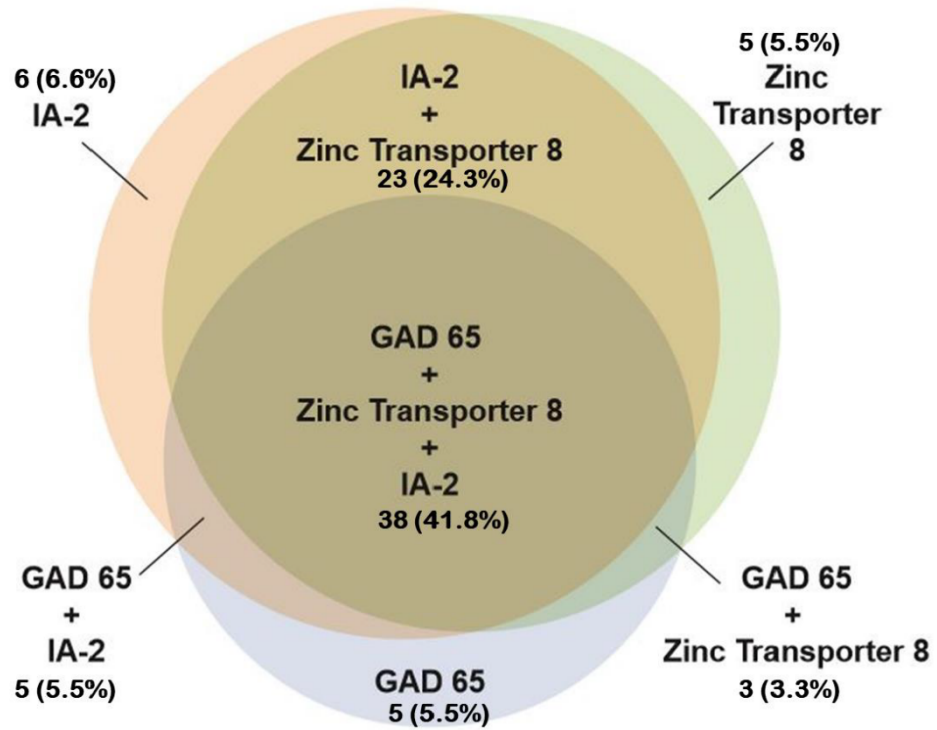 6 (6.6%)
IA-2
IA-2
+
Zinc Transporter 8
23 (24.3%)
5 (5.5%)
Zinc
Transporter
8
GAD 65
+
Zinc Transporter 8
+
IA-2
38 (41.8%)
GAD 65
+
IA-2
5 (5.5%)
GAD 65
5 (5.5%)
GAD 65
+
Zinc Transporter 8
3 (3.3%)